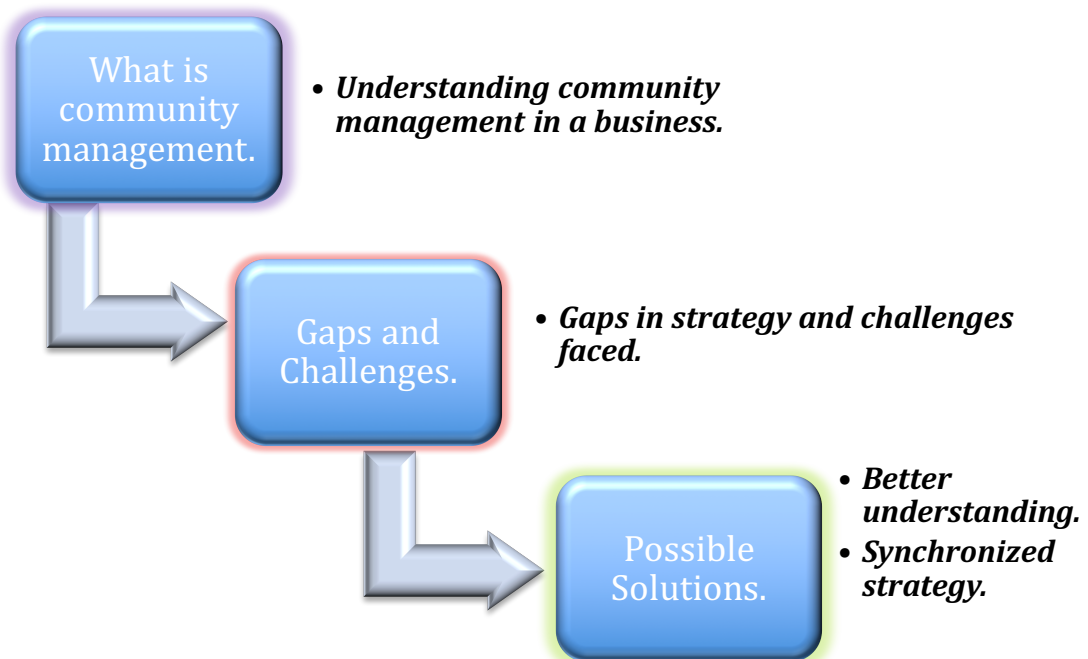 What is
community
management.
• Understanding community
management in a business.
Gaps and
Challenges.
• Gaps in strategy and challenges
faced.
Possible
Solutions.
• Better
understanding.
• Synchronized
strategy.